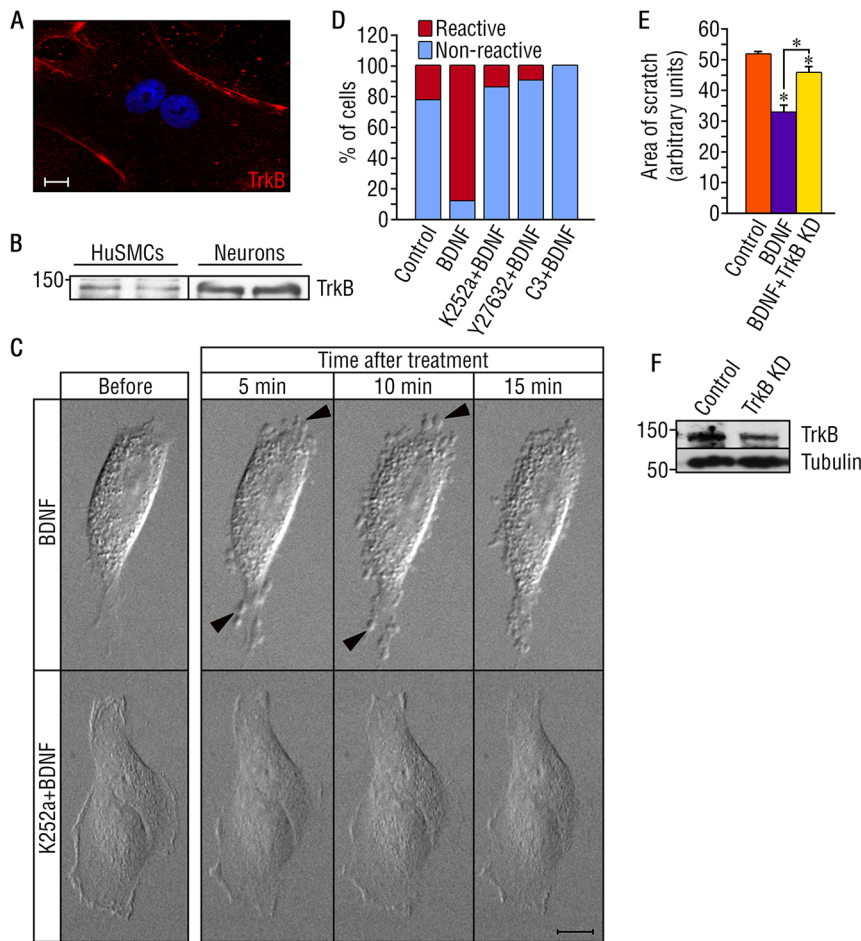 A
TrkB
B
HuSMCs Neurons
150
TrkB
C
Time after treatment
Before 5 min 10 min 15 min
BDNF
K252a+BDNF
D
Reactive
Non-reactive
120
100
80
60
40
20
0
% of cells
Control
BDNF
K252a+BDNF
Y27632+BDNF
C3+BDNF
E
60
50
40
30
60
10
0
Area of scratch
(arbitrary units)
*
*
*
Control
BDNF
BDNF+TrkB KD
F
Control TrkB KD
150
TrkB
50
Tubulin